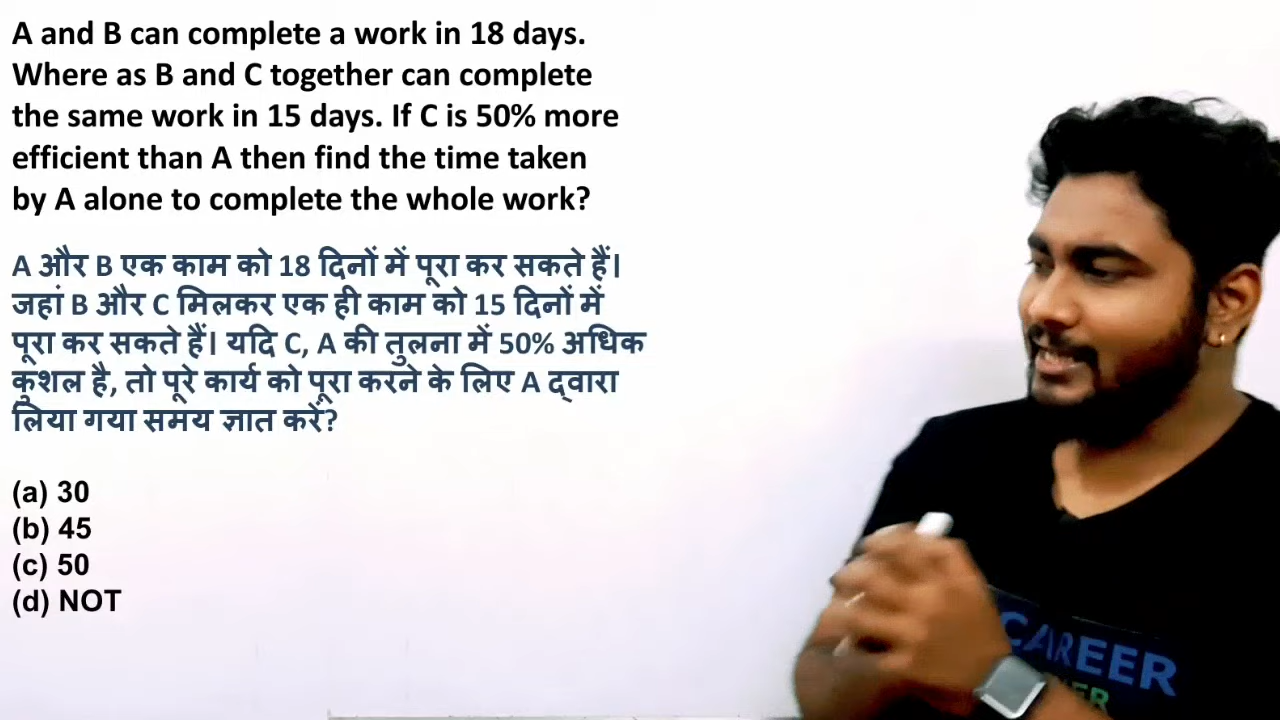 A and B can complete a work in 18 days.
Where as B and C together can complete
the same work in 15 days. If C is 50% more
efficient than A then find the time taken
by A alone to complete the whole work?
A और B एक काम को 18 दिनों में पूरा कर सकते हैं।
जहां B और C मिलकर एक ही काम को 15 दिनों में
पूरा कर सकते हैं। यदि C, A की तुलना में 50% अधिक
कुशल है, तो पूरे कार्य को पूरा करने के लिए A द्वारा
लिया गया समय ज्ञात करें?
(a) 30
(b) 45
(c) 50
(d) NOT
CAREER